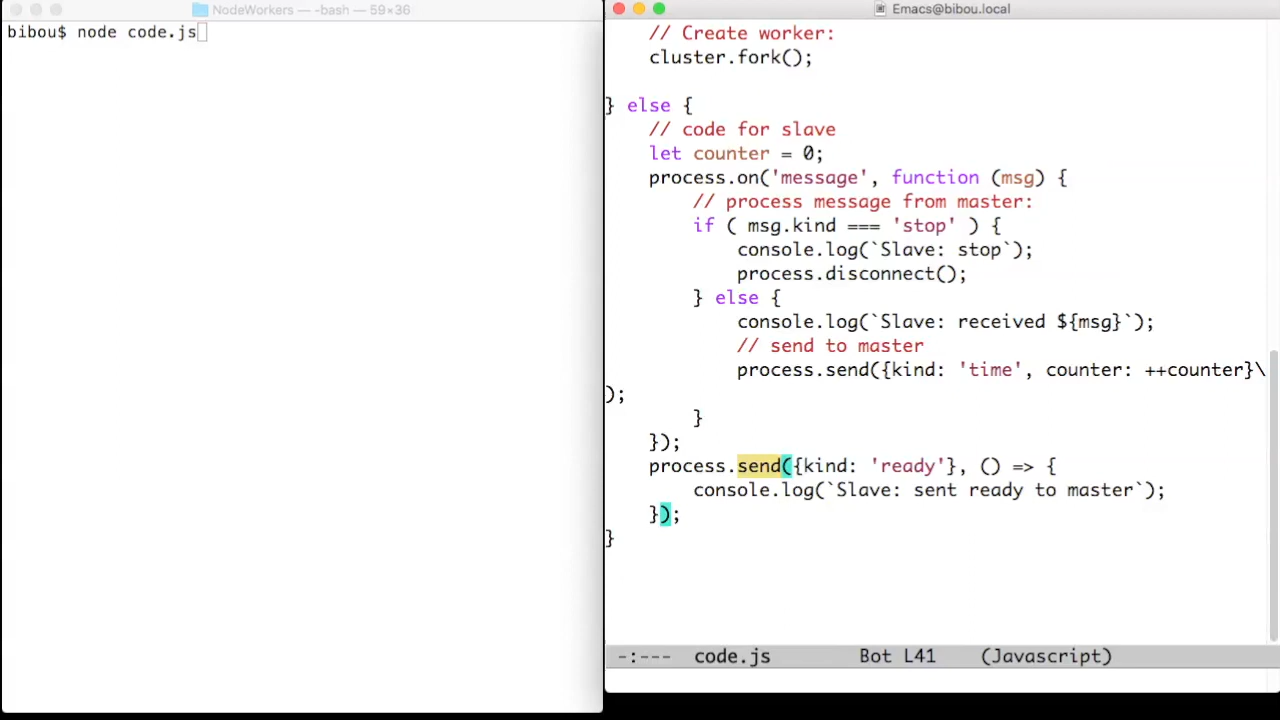 NodeWorkers — -bash — 59×36
bibou$ node code.js
Emacs@bibou.local
// Create worker:
cluster.fork();
} else {
// code for slave
let counter = 0;
process.on('message', function (msg) {
// process message from master:
if ( msg.kind === 'stop' ) {
console.log(`Slave: stop`);
process.disconnect();
} else {
console.log(`Slave: received ${msg}`);
// send to master
process.send({kind: 'time', counter: ++counter}\
);
}
});
process.send({kind: 'ready'}, () => {
console.log(`Slave: sent ready to master`);
});
}
-:--- code.js Bot L41 (Javascript)